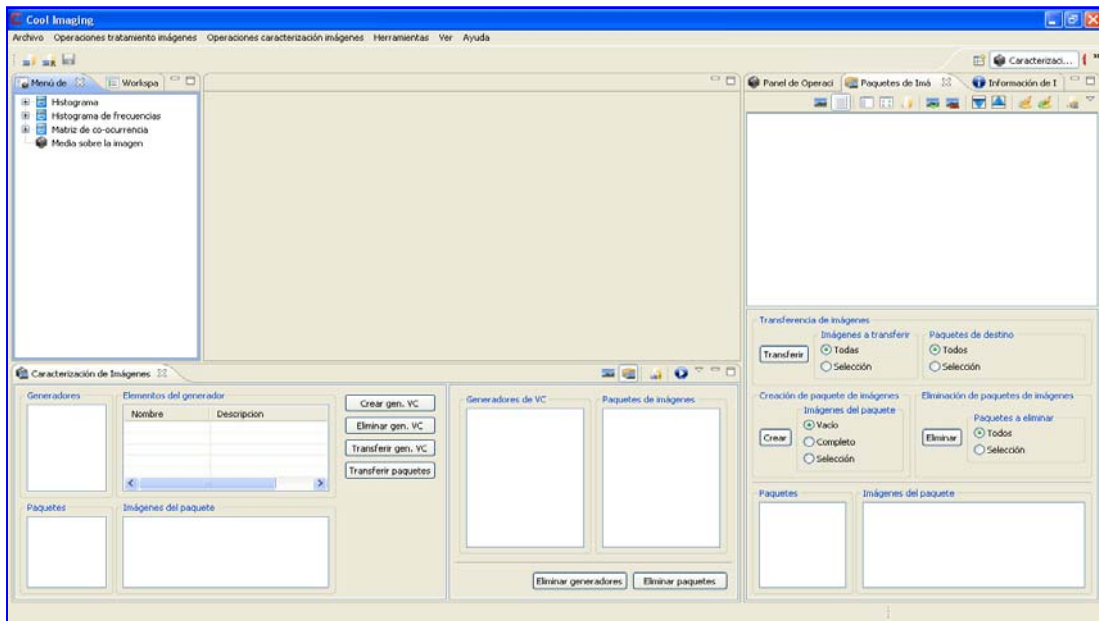 Cool Imaging
Archivo Operaciones tratamiento imágenes Operaciones caracterización imágenes Herramientas Ver Ayuda
Caracterizaci...
Menú de
Workspa
Histograma
Histograma de frecuencias
Matriz de co-ocurrencia
Media sobre la imagen
Panel de Operaci
Paquetes de Imá
Información de I
Transferencia de imágenes
Imágenes a transferir
Paquetes de destino
Transferir
Todas
Todos
Selección
Selección
Creación de paquete de imágenes
Eliminación de paquetes de imágenes
Imágenes del paquete
Paquetes a eliminar
Crear
Vacío
Completo
Selección
Eliminar
Todos
Selección
Paquetes
Imágenes del paquete
Caracterización de Imágenes
Generadores
Elementos del generador
Nombre
Descripcion
Crear gen. VC
Eliminar gen. VC
Transferir gen. VC
Transferir paquetes
Paquetes
Imágenes del paquete
Generadores de VC
Paquetes de imágenes
Eliminar generadores
Eliminar paquetes